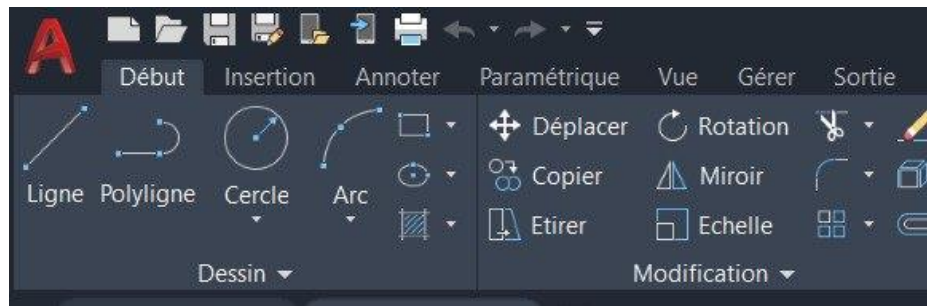 Début Insertion Annoter Paramétrique Vue Gérer Sortie
Déplacer Rotation
Ligne Polyligne Cercle Arc Copier Miroir
Etirer Echelle
Dessin Modification